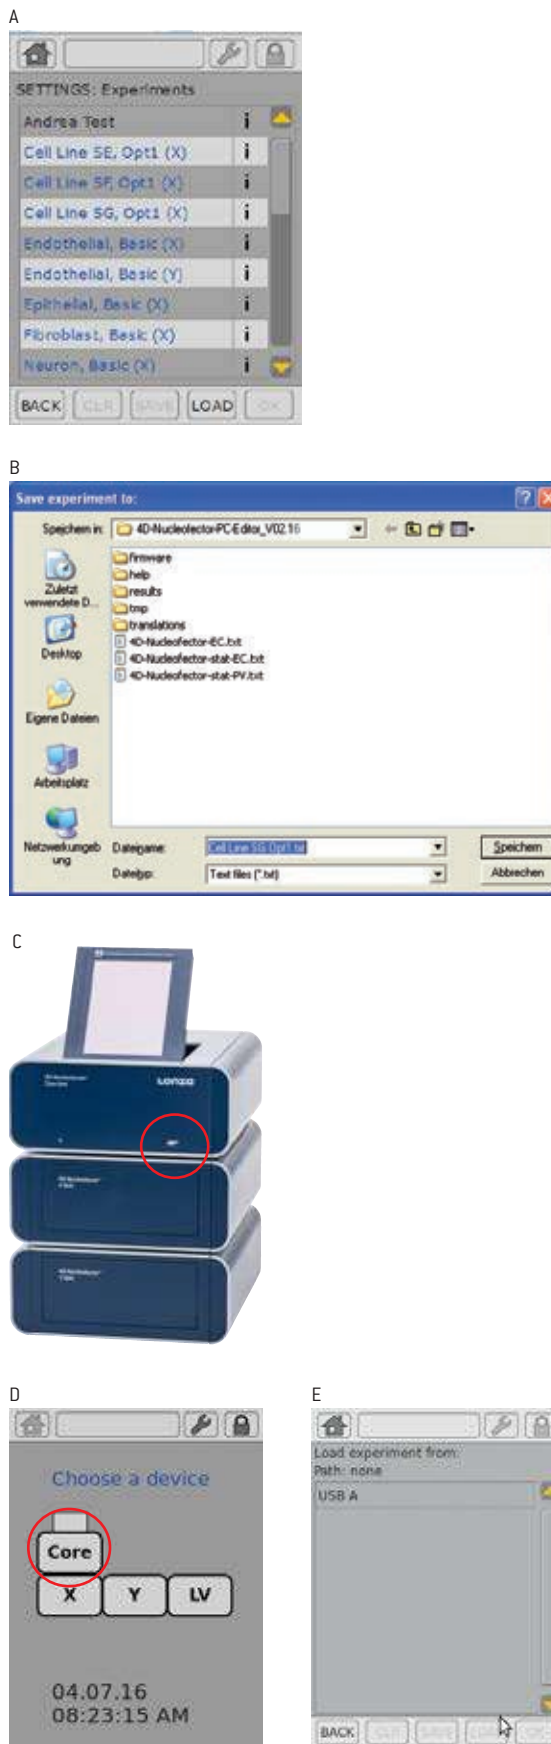 A
SETTINGS: Experiments
Andrea Test i
Cell Line SE, Opt1 (X) i
Cell Line SF, Opt1 (X) i
Cell Line SG, Opt1 (X) i
Endothelial, Basic (X) i
Endothelial, Basic (Y) i
Epithelial, Basic (X) i
Fibroblast, Basic (X) i
Neuron, Basic (X) i
BACK CLR SAVE LOAD OK
B
Save experiment to:
Speichern in: 4D-Nucleofector-PC-Editor_V02.16
firmware
help
results
tmp
translations
4D-Nucleofector-EC.txt
4D-Nucleofector-stat-EC.txt
4D-Nucleofector-stat-PV.txt
Zuletzt
verwendete D...
Desktop
Eigene Dateien
Arbeitsplatz
Netzwerkumgeb
ung
Dateiname: Cell Line SG Opt1.txt Speichern
Dateityp: Text files (*.txt) Abbrechen
C
Lonza
D
Choose a device
Core
X Y LV
04.07.16
08:23:15 AM
E
Load experiment from:
Path: none
USB A
BACK CLR SAVE OK